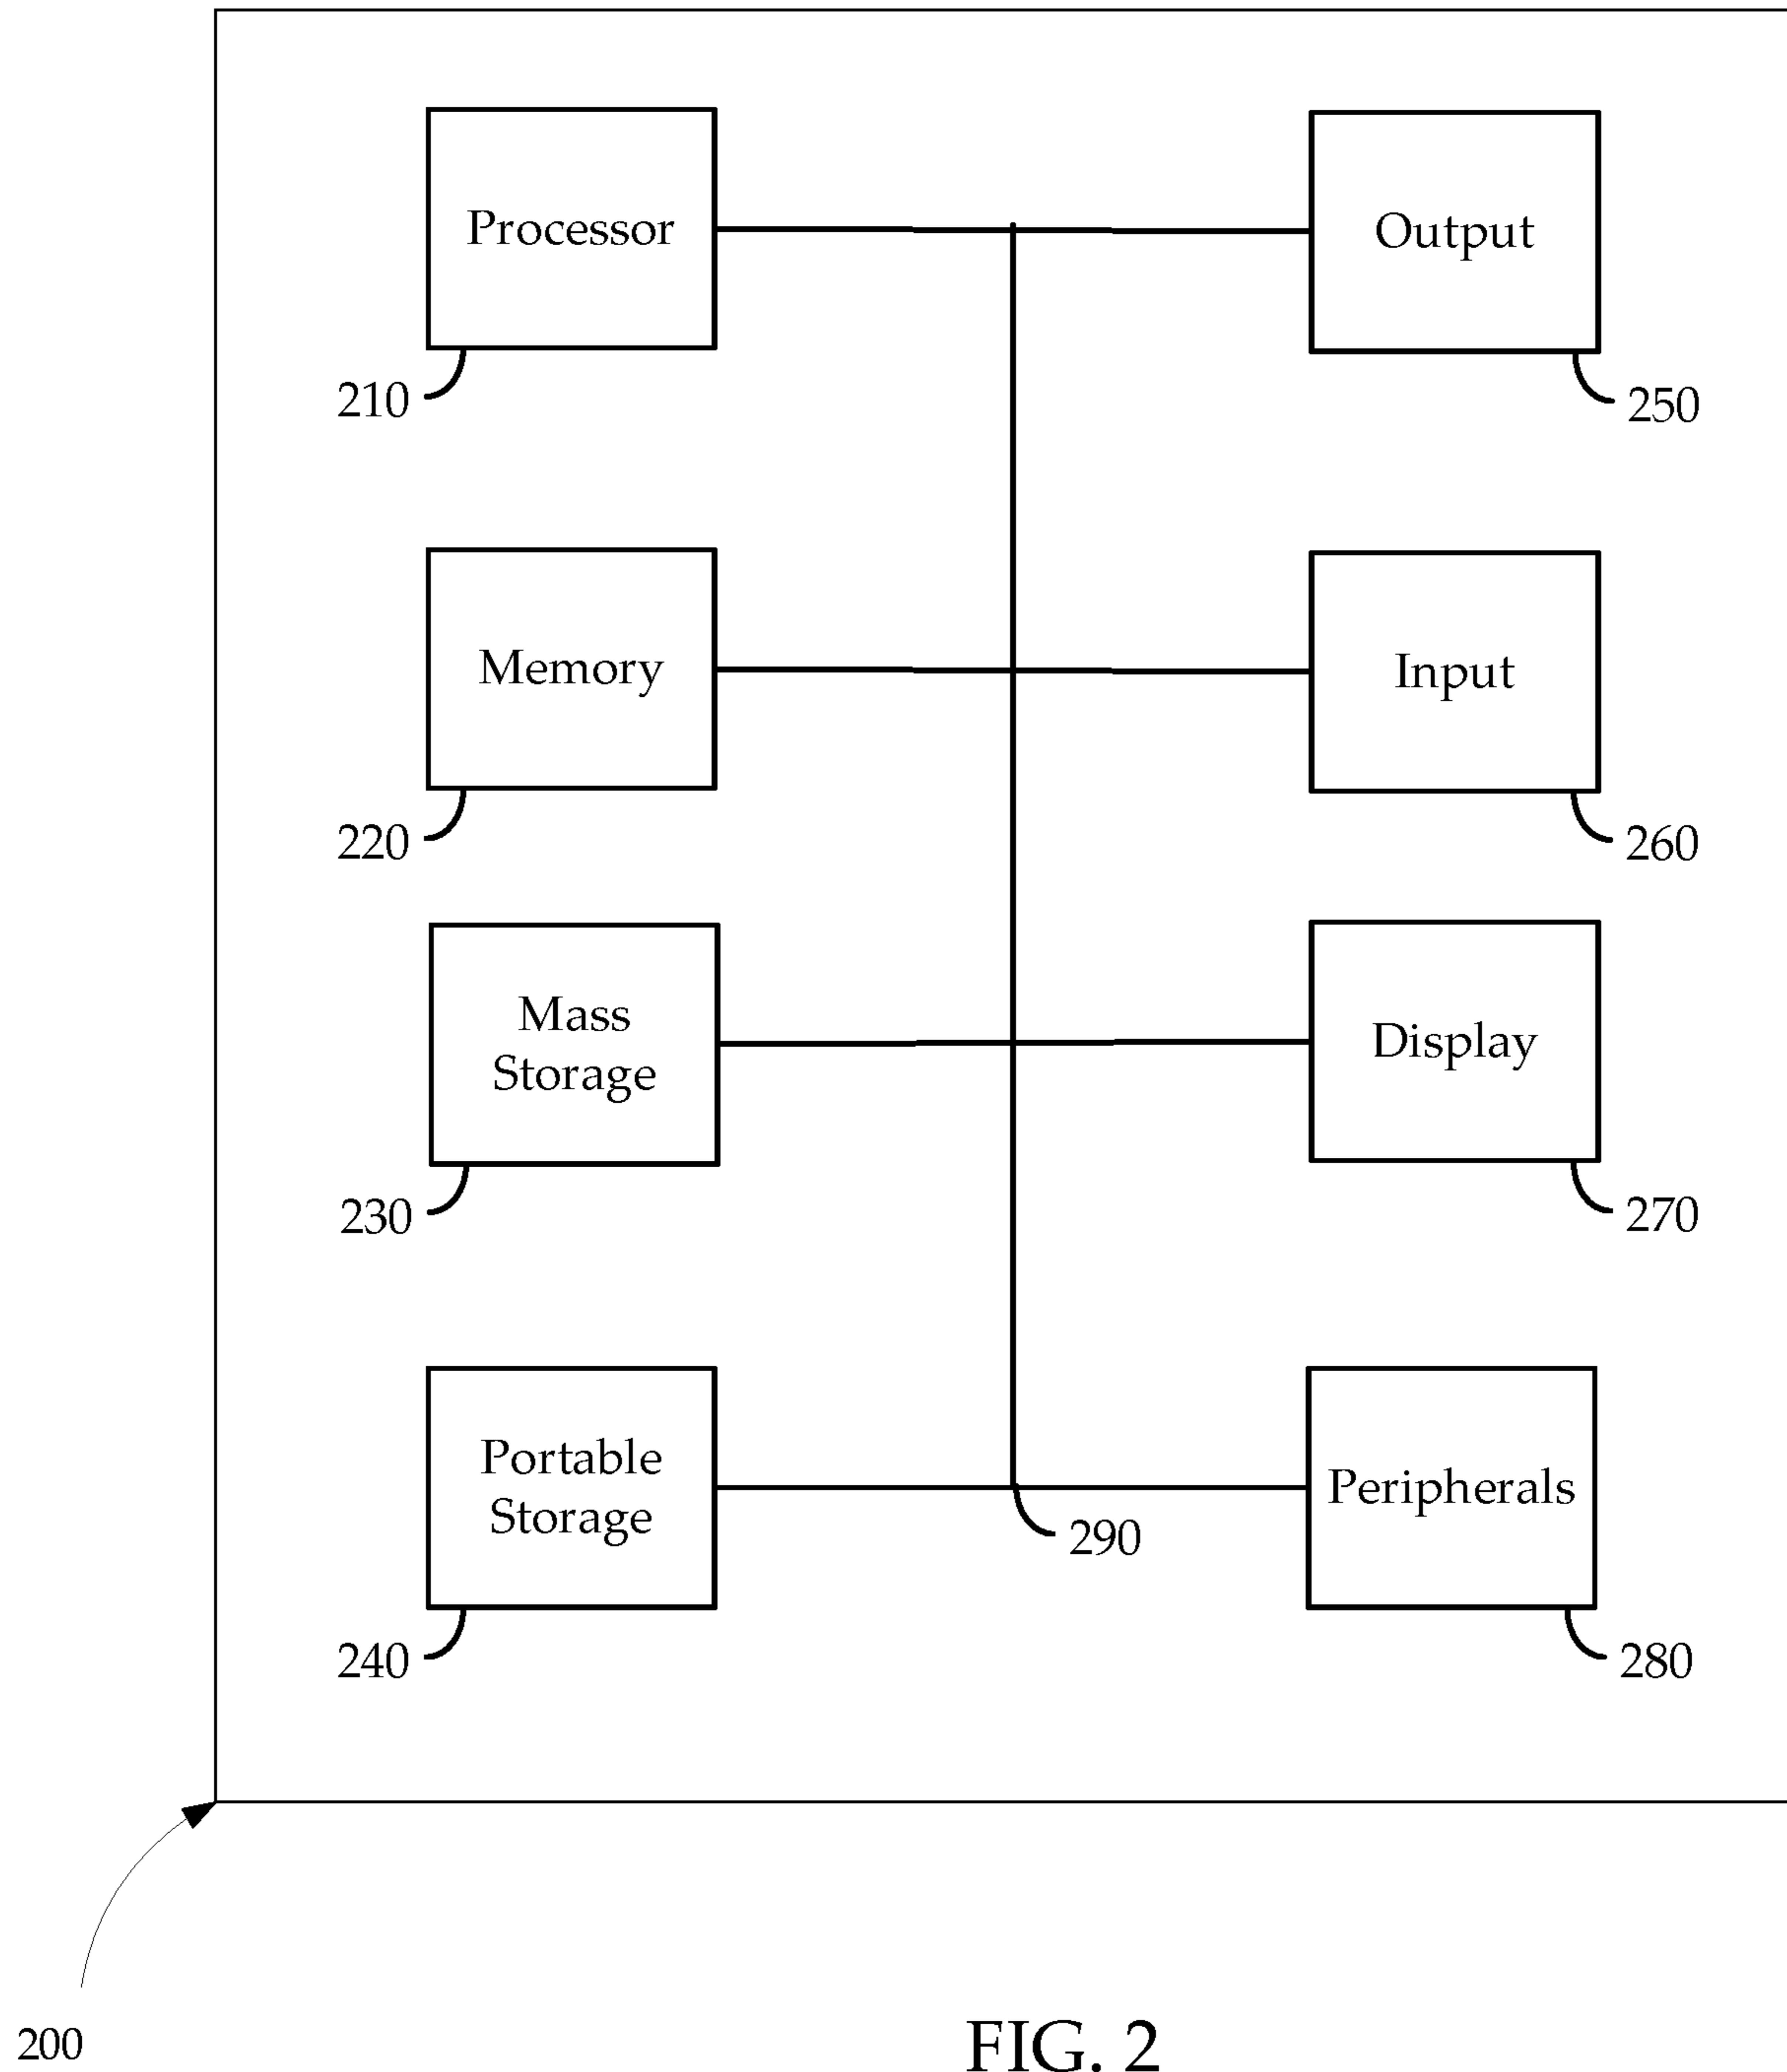 Processor
Output
210
250
Memory
Input
220
260
Mass
Storage
Display
230
270
Portable
Storage
Peripherals
290
240
280
200
FIG. 2